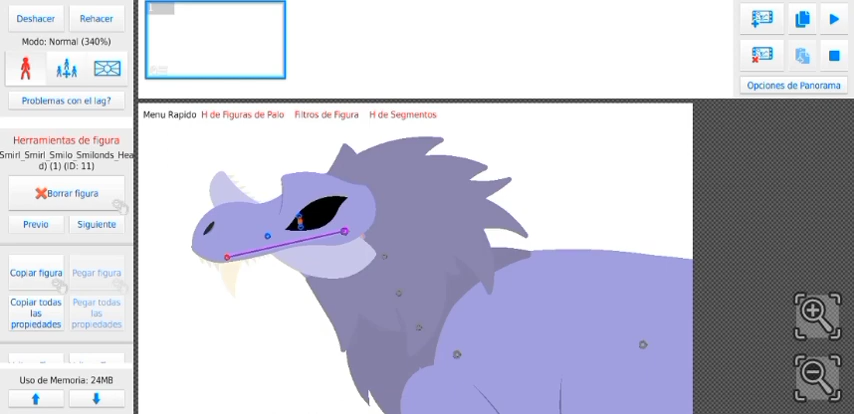 Deshacer
Rehacer
Modo: Normal (340%)
Problemas con el lag?
Opciones de Panorama
Menu Rapido H de Figuras de Palo Filtros de Figura H de Segmentos
Herramientas de figura
Smirl_Smirl_Smilo_Smilonds_Hea
d) (1) (ID: 11)
Borrar figura
Previo
Siguiente
Copiar figura
Pegar figura
Copiar todas
las
propiedades
Pegar todas
las
propiedades
Uso de Memoria: 24MB